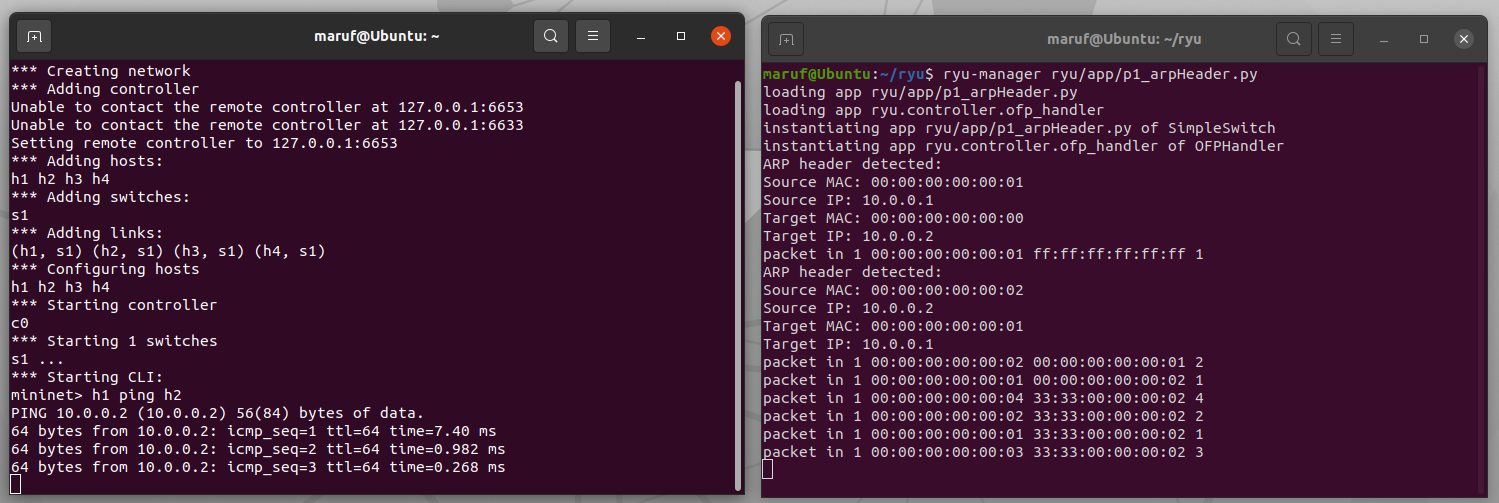 maruf@Ubuntu: ~
*** Creating network
*** Adding controller
Unable to contact the remote controller at 127.0.0.1:6653
Unable to contact the remote controller at 127.0.0.1:6633
Setting remote controller to 127.0.0.1:6653
*** Adding hosts:
h1 h2 h3 h4
*** Adding switches:
s1
*** Adding links:
(h1, s1) (h2, s1) (h3, s1) (h4, s1)
*** Configuring hosts
h1 h2 h3 h4
*** Starting controller
c0
*** Starting 1 switches
s1 ...
*** Starting CLI:
mininet> h1 ping h2
PING 10.0.0.2 (10.0.0.2) 56(84) bytes of data.
64 bytes from 10.0.0.2: icmp_seq=1 ttl=64 time=7.40 ms
64 bytes from 10.0.0.2: icmp_seq=2 ttl=64 time=0.982 ms
64 bytes from 10.0.0.2: icmp_seq=3 ttl=64 time=0.268 ms
maruf@Ubuntu: ~/ryu
maruf@Ubuntu:~/ryu$ ryu-manager ryu/app/p1_arpHeader.py
loading app ryu/app/p1_arpHeader.py
loading app ryu.controller.ofp_handler
instantiating app ryu/app/p1_arpHeader.py of SimpleSwitch
instantiating app ryu.controller.ofp_handler of OFPHandler
ARP header detected:
Source MAC: 00:00:00:00:00:01
Source IP: 10.0.0.1
Target MAC: 00:00:00:00:00:00
Target IP: 10.0.0.2
packet in 1 00:00:00:00:00:01 ff:ff:ff:ff:ff:ff 1
ARP header detected:
Source MAC: 00:00:00:00:00:02
Source IP: 10.0.0.2
Target MAC: 00:00:00:00:00:01
Target IP: 10.0.0.1
packet in 1 00:00:00:00:00:02 00:00:00:00:00:01 2
packet in 1 00:00:00:00:00:01 00:00:00:00:00:02 1
packet in 1 00:00:00:00:00:04 33:33:00:00:00:02 4
packet in 1 00:00:00:00:00:02 33:33:00:00:00:02 2
packet in 1 00:00:00:00:00:01 33:33:00:00:00:02 1
packet in 1 00:00:00:00:00:03 33:33:00:00:00:02 3